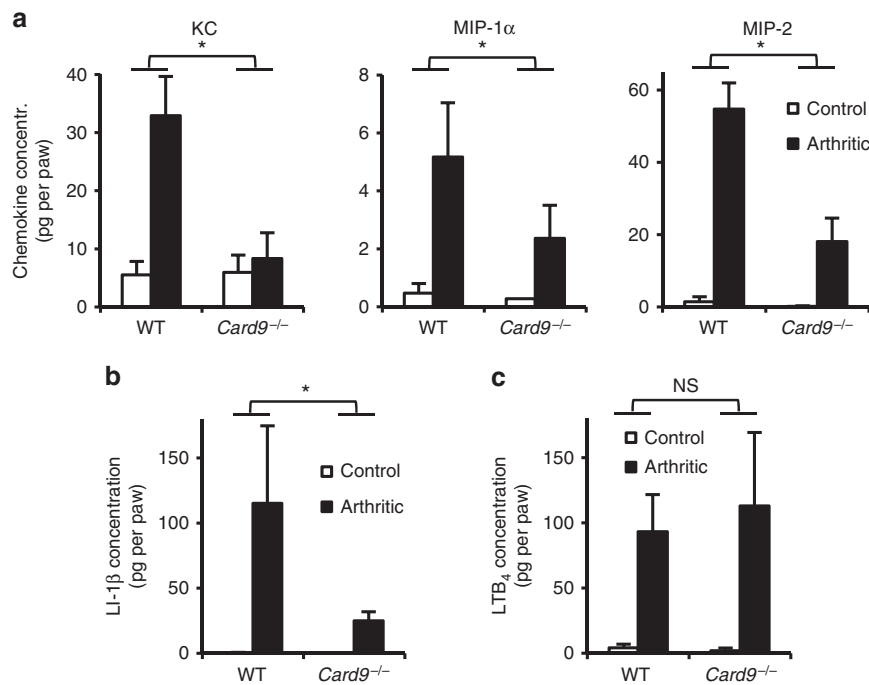 a
KC
MIP-1α
MIP-2
*
*
*
Chemokine concentr.
(pg per paw)
40
30
20
10
0
8
6
4
2
0
60
40
20
0
Control
Arthritic
WT
Card9–/–
WT
Card9–/–
WT
Card9–/–
b
*
LI-1β concentration
(pg per paw)
150
100
50
0
Control
Arthritic
WT
Card9–/–
c
NS
LTB4 concentration
(pg per paw)
150
100
50
0
Control
Arthritic
WT
Card9–/–